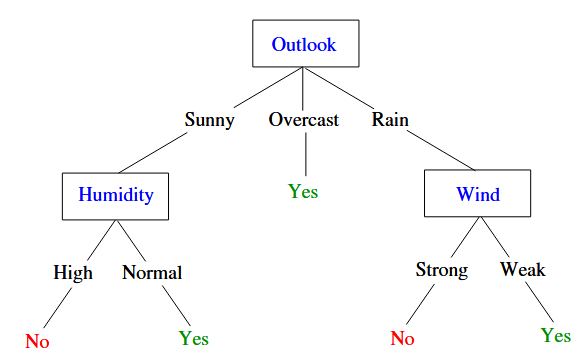 Outlook
Sunny Overcast Rain
Humidity Yes Wind
High Normal Strong Weak
No Yes No Yes